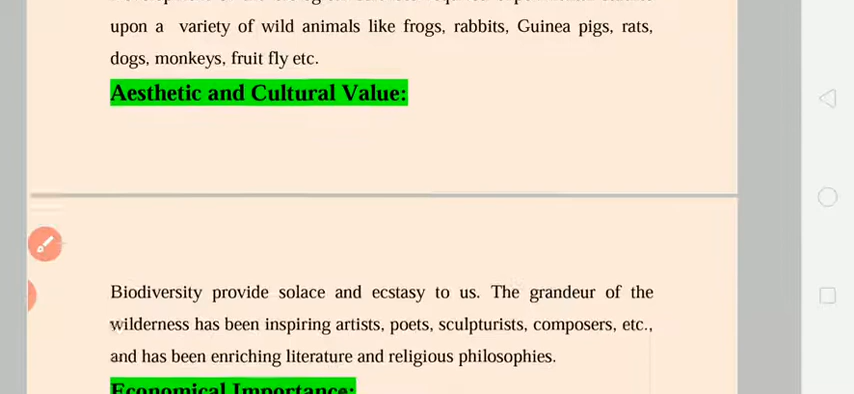 upon a variety of wild animals like frogs, rabbits, Guinea pigs, rats,
dogs, monkeys, fruit fly etc.
Aesthetic and Cultural Value:
Biodiversity provide solace and ecstasy to us. The grandeur of the
wilderness has been inspiring artists, poets, sculpturists, composers, etc.,
and has been enriching literature and religious philosophies.
Economical Importance: